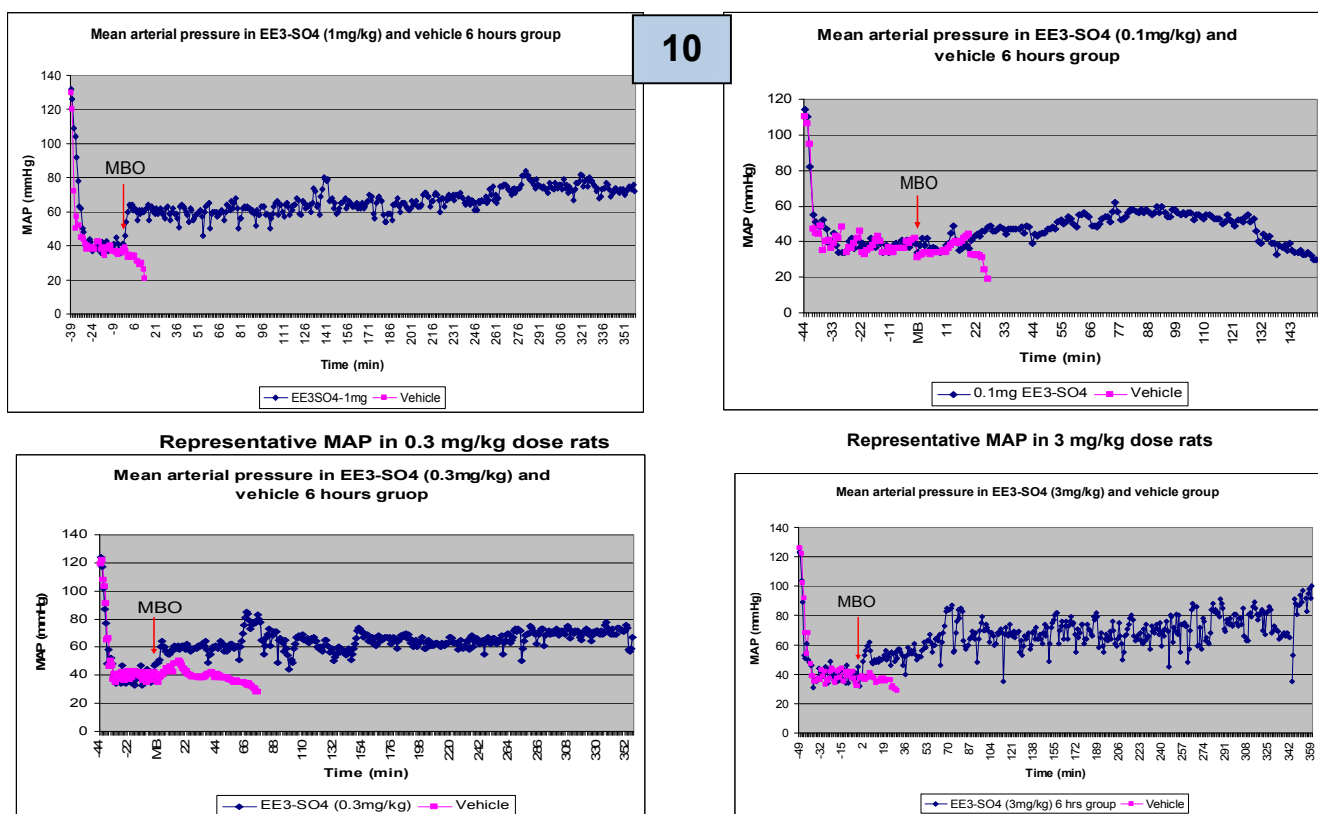 Mean arterial pressure in EE3-SO4 (1mg/kg) and vehicle 6 hours group
MAP (mmHg)
140
120
100
80
60
40
20
0
MBO
-39 -24 -9 6 21 36 51 66 81 96 111 126 141 156 171 186 201 216 231 246 261 276 291 306 321 336 351
Time (min)
EE3SO4-1mg Vehicle
10
Mean arterial pressure in EE3-SO4 (0.1mg/kg) and
vehicle 6 hours group
MAP (mmHg)
120
100
80
60
40
20
0
MBO
-44 -33 -22 -11 MB 11 22 33 44 55 66 77 88 99 110 121 132 143
Time (min)
0.1mg EE3-SO4 Vehicle
Representative MAP in 0.3 mg/kg dose rats
Mean arterial pressure in EE3-SO4 (0.3mg/kg) and
vehicle 6 hours gruop
MAP (mmHg)
140
120
100
80
60
40
20
0
MBO
-44 -22 MB 22 44 66 88 110 132 154 176 198 220 242 264 286 308 330 352
Time (min)
EE3-SO4 (0.3mg/kg) Vehicle
Representative MAP in 3 mg/kg dose rats
Mean arterial pressure in EE3-SO4 (3mg/kg) and vehicle group
MAP (mmHg)
140
120
100
80
60
40
20
0
MBO
-49 -32 -15 2 19 36 53 70 87 104 121 138 155 172 189 206 223 240 257 274 291 308 325 342 359
Time (min)
EE3-SO4 (3mg/kg) 6 hrs group Vehicle